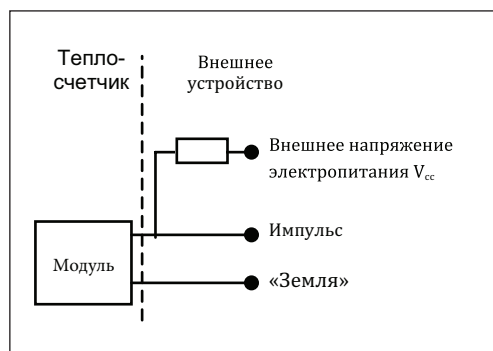 Тепло-
счетчик
Внешнее
устройство
Внешнее напряжение
электропитания Vcc
Импульс
Модуль
«Земля»